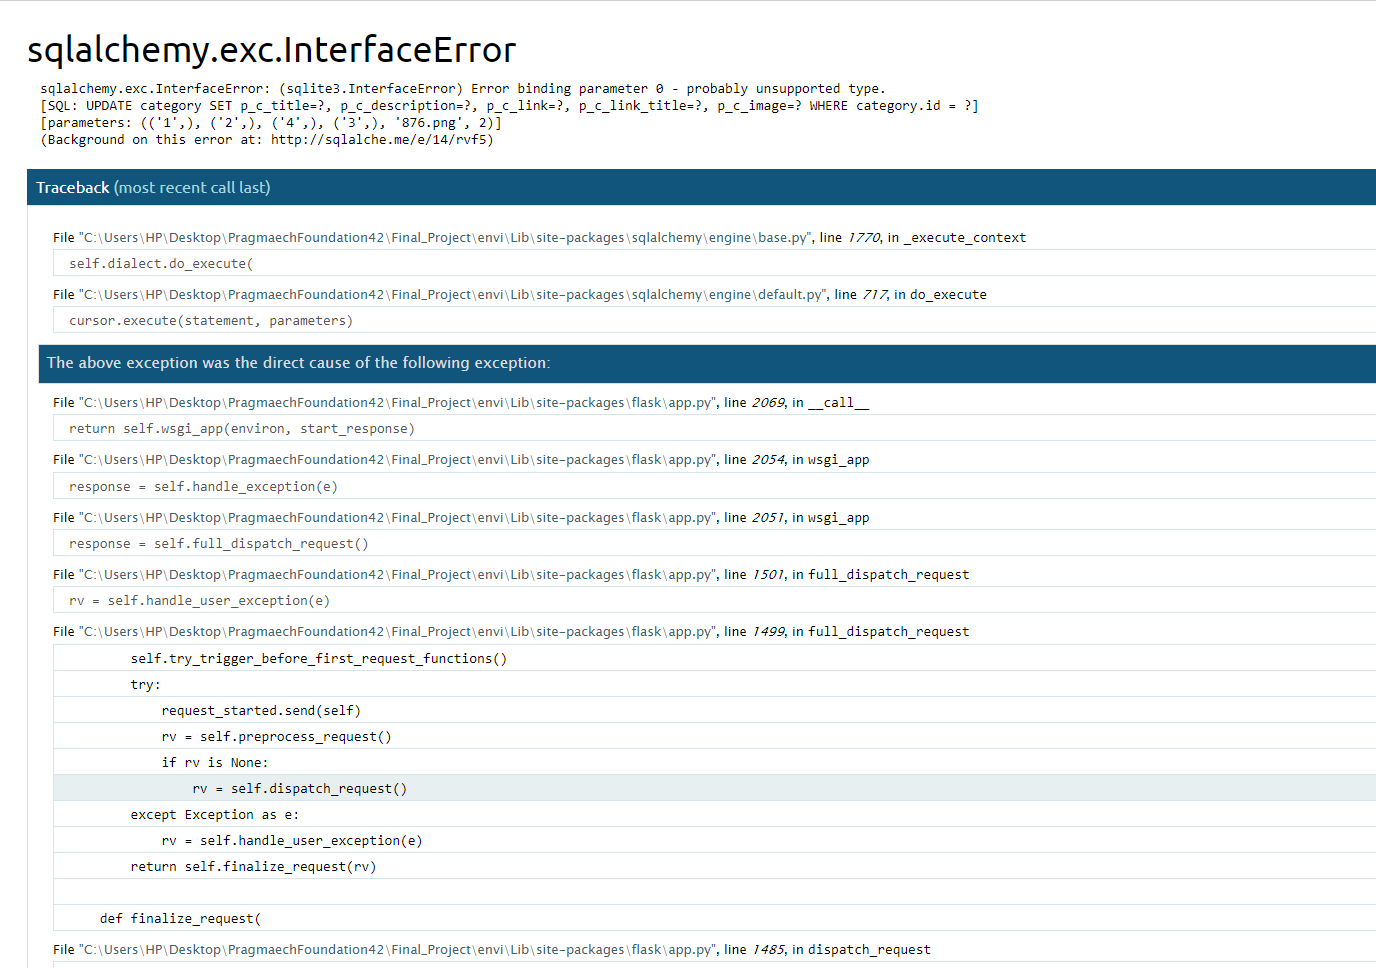 sqlalchemy.exc.InterfaceError
sqlalchemy.exc.InterfaceError: (sqlite3.InterfaceError) Error binding parameter 0 - probably unsupported type.
[SQL: UPDATE category SET p_c_title=?, p_c_description=?, p_c_link=?, p_c_link_title=?, p_c_image=? WHERE category.id = ?]
[parameters: (('1',), ('2',), ('4',), ('3',), '876.png', 2)]
(Background on this error at: http://sqlalche.me/e/14/rvf5)
Traceback (most recent call last)
File "C:\Users\HP\Desktop\PragmaechFoundation42\Final_Project\envi\Lib\site-packages\sqlalchemy\engine\base.py", line 1770, in _execute_context
self.dialect.do_execute(
File "C:\Users\HP\Desktop\PragmaechFoundation42\Final_Project\envi\Lib\site-packages\sqlalchemy\engine\default.py", line 717, in do_execute
cursor.execute(statement, parameters)
The above exception was the direct cause of the following exception:
File "C:\Users\HP\Desktop\PragmaechFoundation42\Final_Project\envi\Lib\site-packages\flask\app.py", line 2069, in __call__
return self.wsgi_app(environ, start_response)
File "C:\Users\HP\Desktop\PragmaechFoundation42\Final_Project\envi\Lib\site-packages\flask\app.py", line 2054, in wsgi_app
response = self.handle_exception(e)
File "C:\Users\HP\Desktop\PragmaechFoundation42\Final_Project\envi\Lib\site-packages\flask\app.py", line 2051, in wsgi_app
response = self.full_dispatch_request()
File "C:\Users\HP\Desktop\PragmaechFoundation42\Final_Project\envi\Lib\site-packages\flask\app.py", line 1501, in full_dispatch_request
rv = self.handle_user_exception(e)
File "C:\Users\HP\Desktop\PragmaechFoundation42\Final_Project\envi\Lib\site-packages\flask\app.py", line 1499, in full_dispatch_request
self.try_trigger_before_first_request_functions()
try:
request_started.send(self)
rv = self.preprocess_request()
if rv is None:
rv = self.dispatch_request()
except Exception as e:
rv = self.handle_user_exception(e)
return self.finalize_request(rv)
def finalize_request(
File "C:\Users\HP\Desktop\PragmaechFoundation42\Final_Project\envi\Lib\site-packages\flask\app.py", line 1485, in dispatch_request